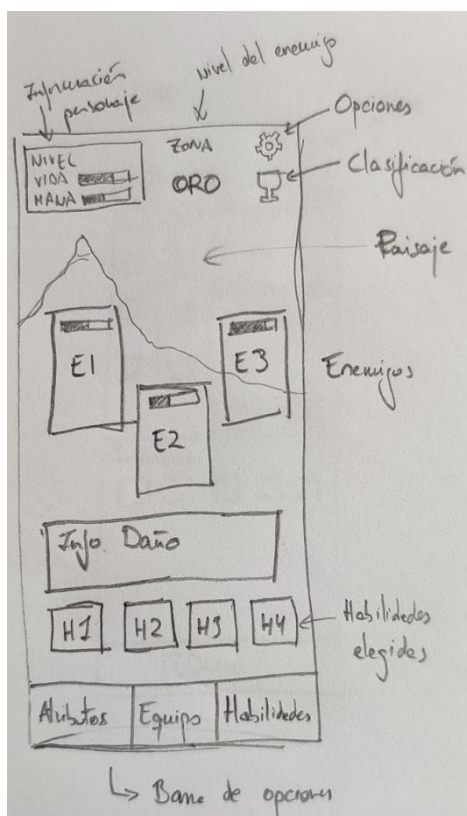 Información
personaje
nivel del enemigo
Opciones
Clasificación
NIVEL
VIDA
MANA
ZONA
ORO
Paisaje
E1
E2
E3
Enemigos
Info Daño
H1 H2 H3 H4
Habilidades
elegidas
Atributos Equipo Habilidades
Barra de opciones